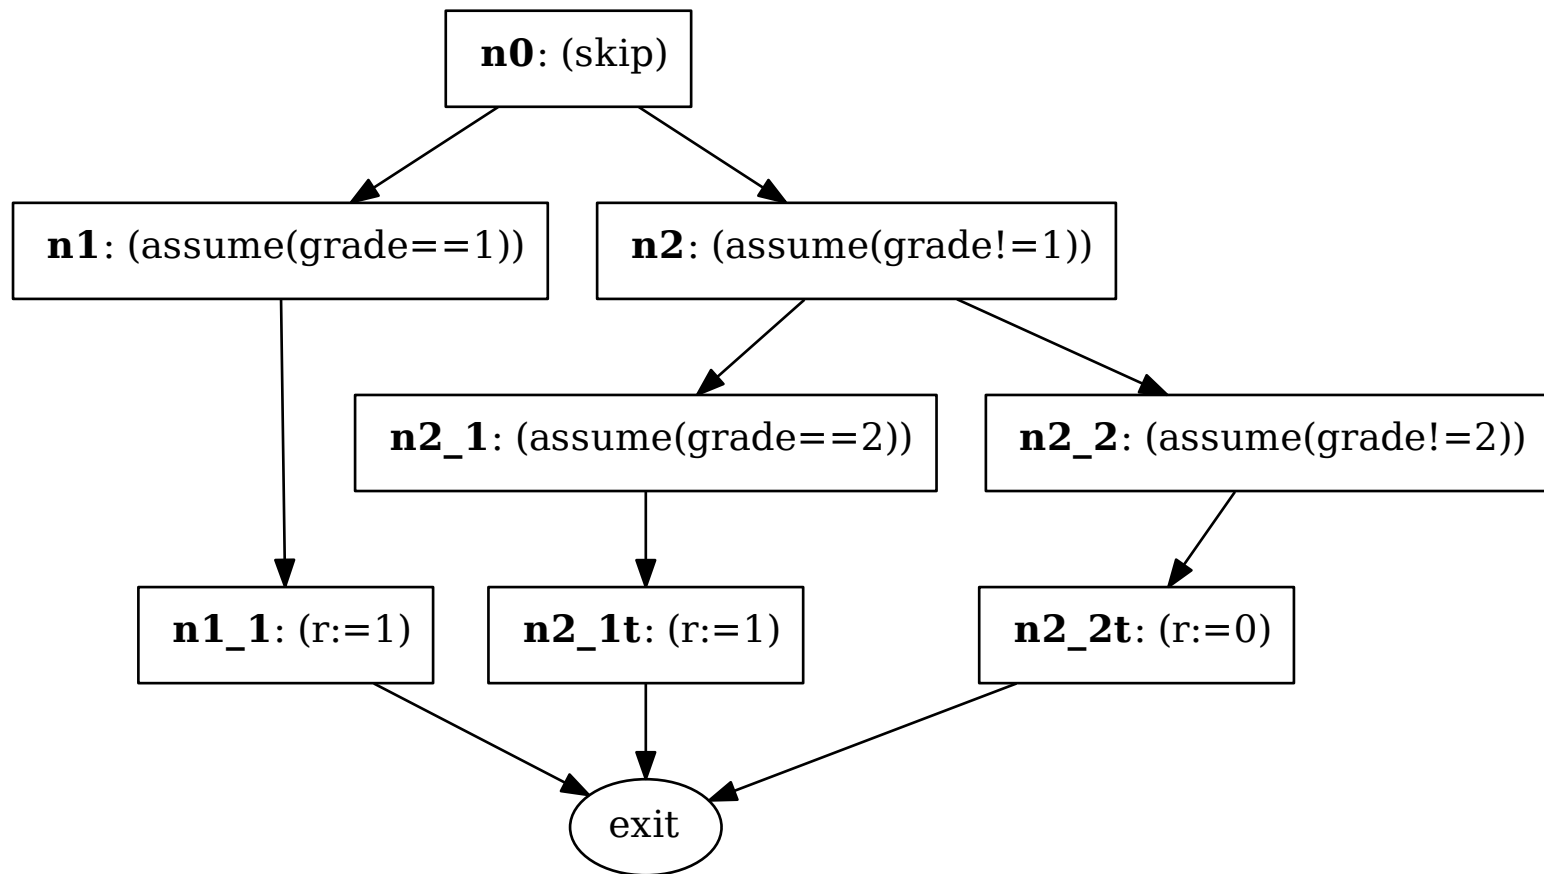 n0: (skip)
n1: (assume(grade==1))
n2: (assume(grade!=1))
n2_1: (assume(grade==2))
n2_2: (assume(grade!=2))
n1_1: (r:=1)
n2_1t: (r:=1)
n2_2t: (r:=0)
exit